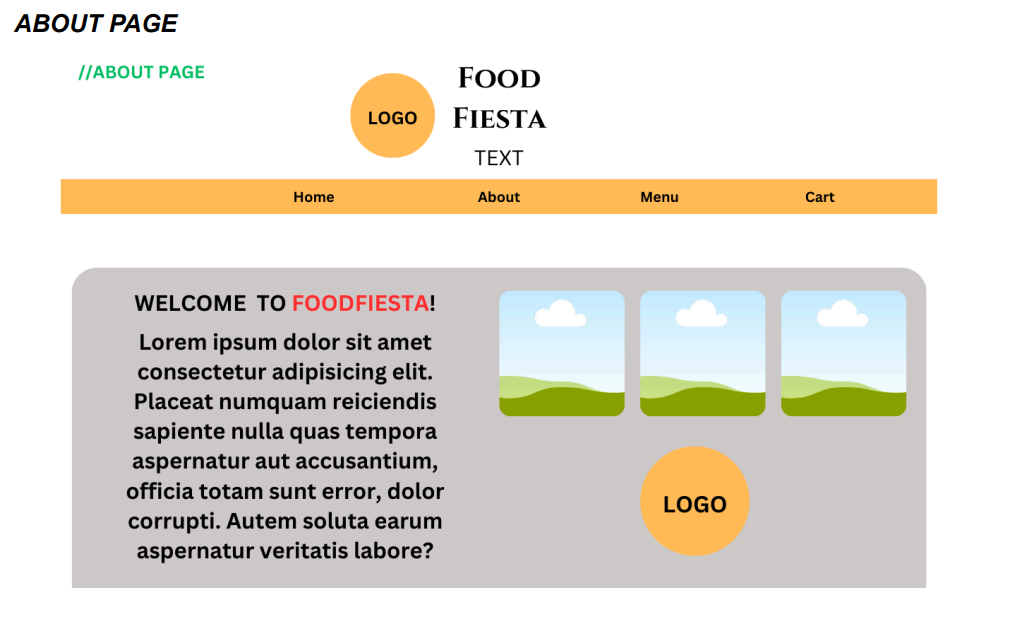 ABOUT PAGE
//ABOUT PAGE
LOGO
FOOD
FIESTA
TEXT
Home About Menu Cart
WELCOME TO FOODFIESTA!
Lorem ipsum dolor sit amet
consectetur adipisicing elit.
Placeat numquam reiciendis
sapiente nulla quas tempora
aspernatur aut accusantium,
officia totam sunt error, dolor
corrupti. Autem soluta earum
aspernatur veritatis labore?
LOGO